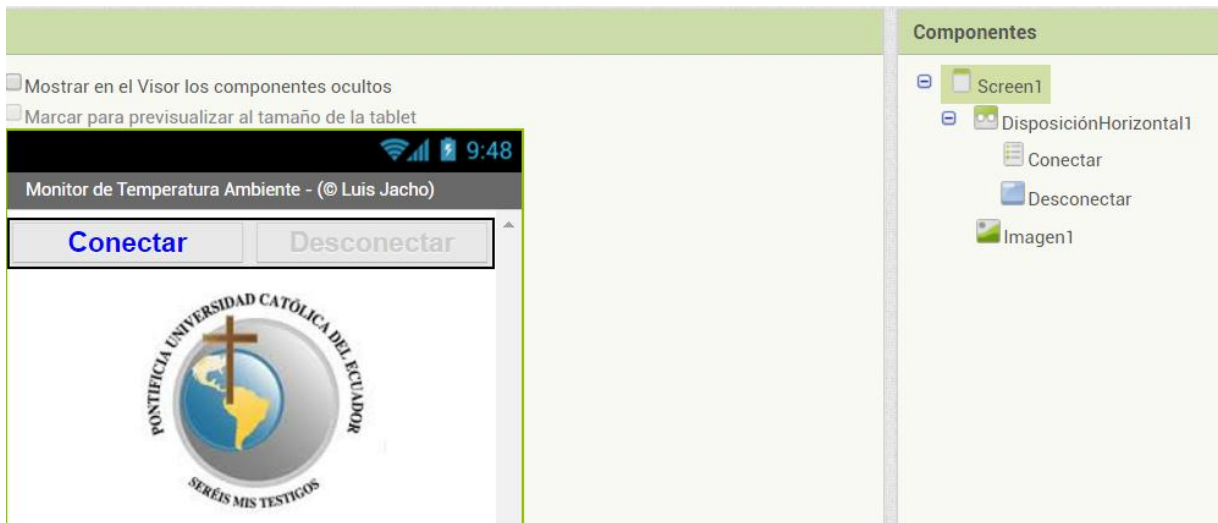 Componentes
Mostrar en el Visor los componentes ocultos
Marcar para previsualizar al tamaño de la tablet
9:48
Monitor de Temperatura Ambiente - (© Luis Jacho)
Conectar Desconectar
PONTIFICIA UNIVERSIDAD CATÓLICA DEL ECUADOR
SERÉIS MIS TESTIGOS
Screen1
DisposiciónHorizontal1
Conectar
Desconectar
Imagen1